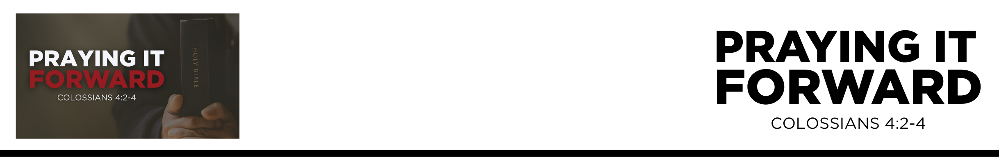 PRAYING IT
FORWARD
COLOSSIANS 4:2-4
HOLY BIBLE
PRAYING IT
FORWARD
COLOSSIANS 4:2-4